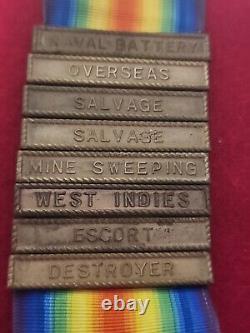 NAVAL BATTERY
OVERSEAS
SALVAGE
SALVAGE
MINE SWEEPING
WEST INDIES
ESCORT
DESTROYER
ebay